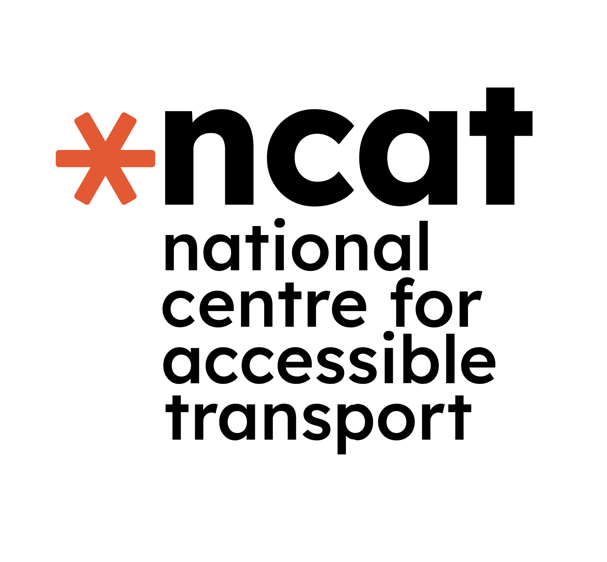 *ncat
national
centre for
accessible
transport